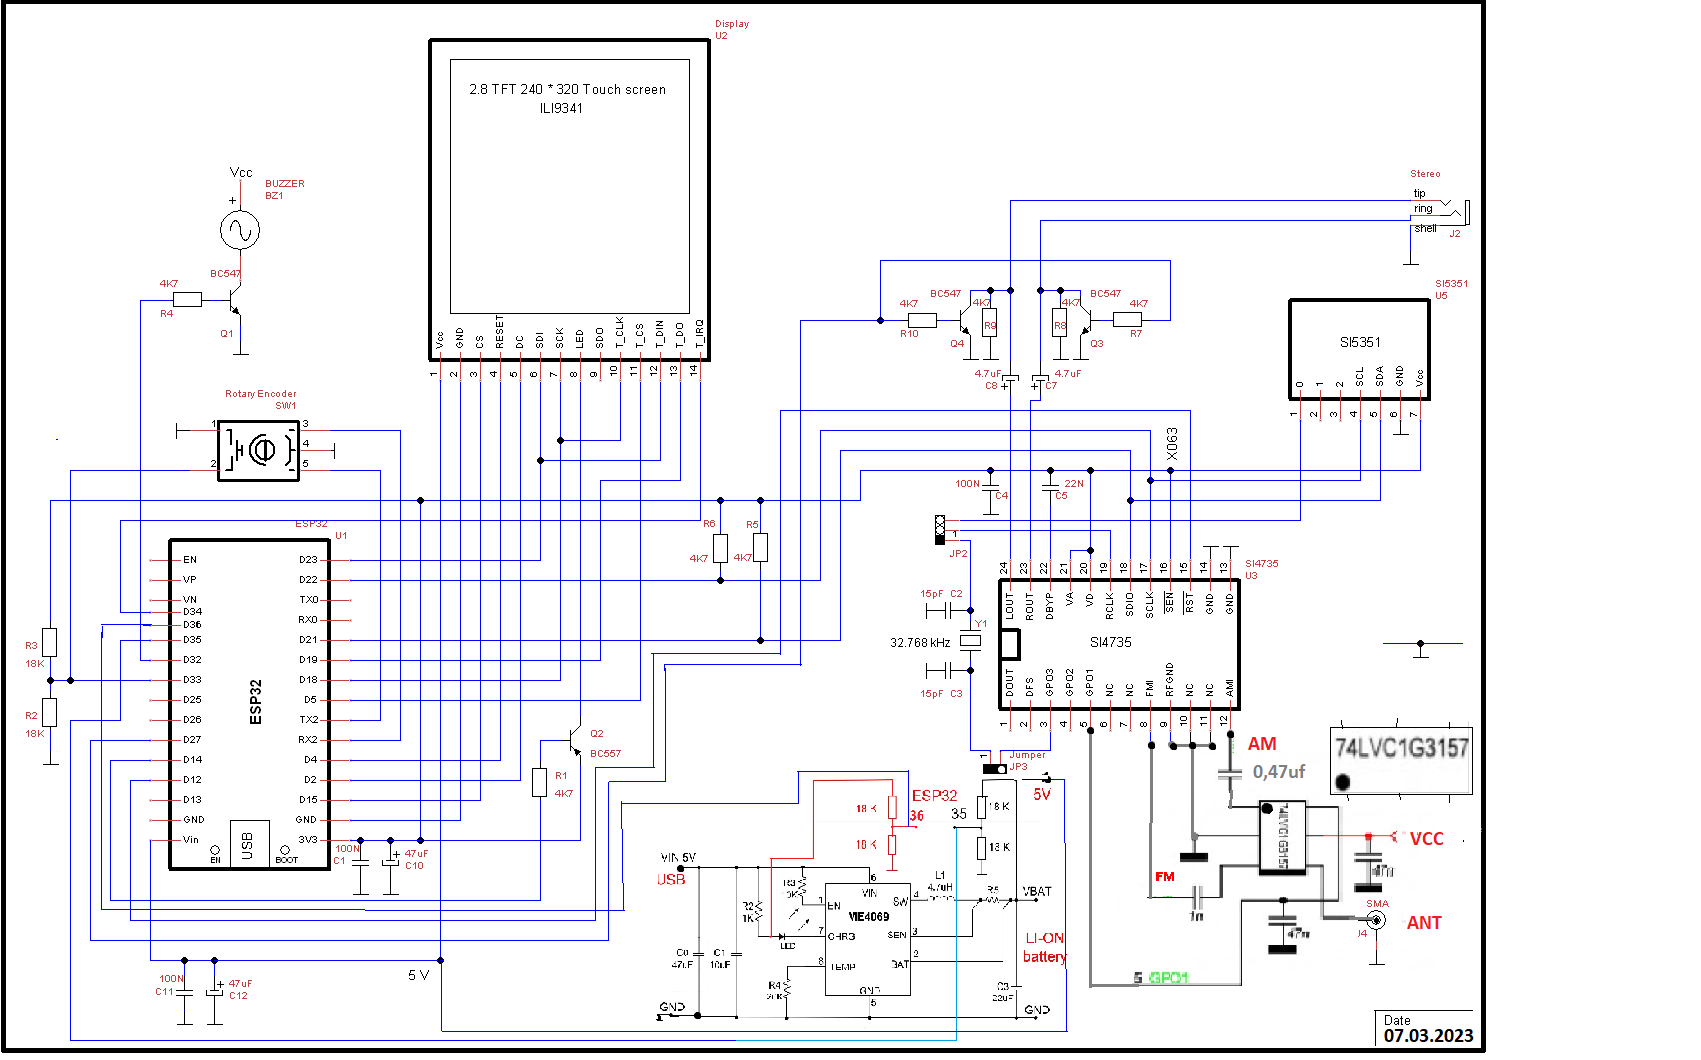 Display
U2
2.8 TFT 240 * 320 Touch screen
ILI9341
Vcc
GND
CS
RESET
DC
SDI
SCK
LED
SDO
T_CLK
T_CS
T_DIN
T_DO
T_IRQ
1
2
3
4
5
6
7
8
9
10
11
12
13
14
Vcc
+
BUZZER
BZ1
BC547
4K7
R4
Q1
Rotary Encoder
SW1
1
2
3
4
5
Stereo
tip
ring
shell
J2
SI5351
U5
SI5351
0
1
2
SCL
SDA
GND
Vcc
1
2
3
4
5
6
7
4K7
R10
BC547
4K7
R9
Q4
4K7
R8
BC547
4K7
R7
Q3
4.7uF
C8
+
4.7uF
C7
+
X063
100N
C4
22N
C5
JP2
1
15pF C2
32.768 kHz
Y1
15pF C3
SI4735
U3
SI4735
24
23
22
21
20
19
18
17
16
15
14
13
LOUT
ROUT
DBYP
VA
VD
RCLK
SDIO
SCLK
SEN
RST
GND
GND
DOUT
DFS
GPO3
GPO2
GPO1
NC
NC
FMI
RFGND
NC
NC
AMI
1
2
3
4
5
6
7
8
9
10
11
12
Jumper
JP3
1
ESP32
U1
ESP32
EN
VP
VN
D34
D36
D35
D32
D33
D25
D26
D27
D14
D12
D13
GND
Vin
D23
D22
TX0
RX0
D21
D19
D18
D5
TX2
RX2
D4
D2
D15
GND
3V3
EN
USB
BOOT
R3
18K
R2
18K
R6
4K7
R5
4K7
Q2
BC557
R1
4K7
100N
C1
+
47uF
C10
100N
C11
+
47uF
C12
5 V
VIN 5V
USB
18 K
18 K
ESP32
36
35
18 K
5V
R3
R2
1K
LED
C1
10uF
47uF
R4
VIN
EN
VIE4069
CHRG
TEMP
GND
SW
SEN
BAT
6
1
7
8
5
4
3
2
L1
4.7uH
R5
VBAT
LI-ON
battery
C3
22uF
GND
GND
AM
0,47uf
74LVC1G3157
74LVC1G3157
VCC
47n
FM
1n
47n
SMA
J4
ANT
5 GPO1
Date
07.03.2023